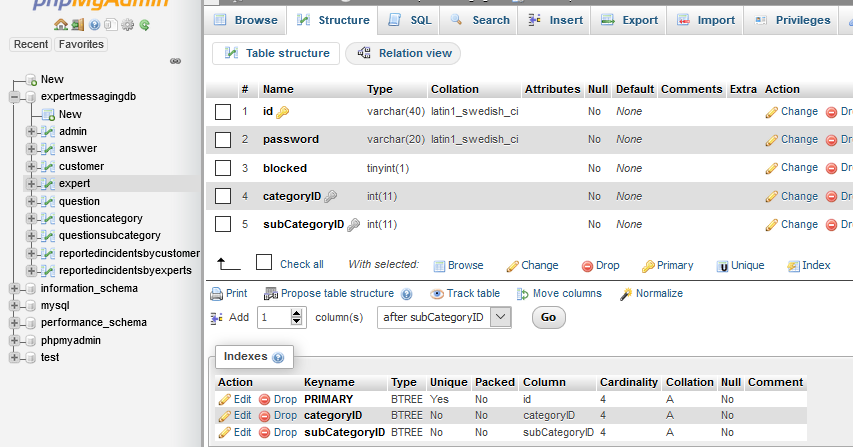 phpMyAdmin
Recent Favorites
New
expertmessagingdb
New
admin
answer
customer
expert
question
questioncategory
questionsubcategory
reportedincidentsbycustomer
reportedincidentsbyexperts
information_schema
mysql
performance_schema
phpmyadmin
test
Browse Structure SQL Search Insert Export Import Privileges
Table structure Relation view
# Name Type Collation Attributes Null Default Comments Extra Action
1 id varchar(40) latin1_swedish_ci No None Change Dro
2 password varchar(20) latin1_swedish_ci No None Change Dro
3 blocked tinyint(1) No None Change Dro
4 categoryID int(11) No None Change Dro
5 subCategoryID int(11) No None Change Dro
Check all With selected: Browse Change Drop Primary Unique Index
Print Propose table structure Track table Move columns Normalize
Add 1 column(s) after subCategoryID Go
Indexes
Action Keyname Type Unique Packed Column Cardinality Collation Null Comment
Edit Drop PRIMARY BTREE Yes No id 4 A No
Edit Drop categoryID BTREE No No categoryID 4 A No
Edit Drop subCategoryID BTREE No No subCategoryID 4 A No